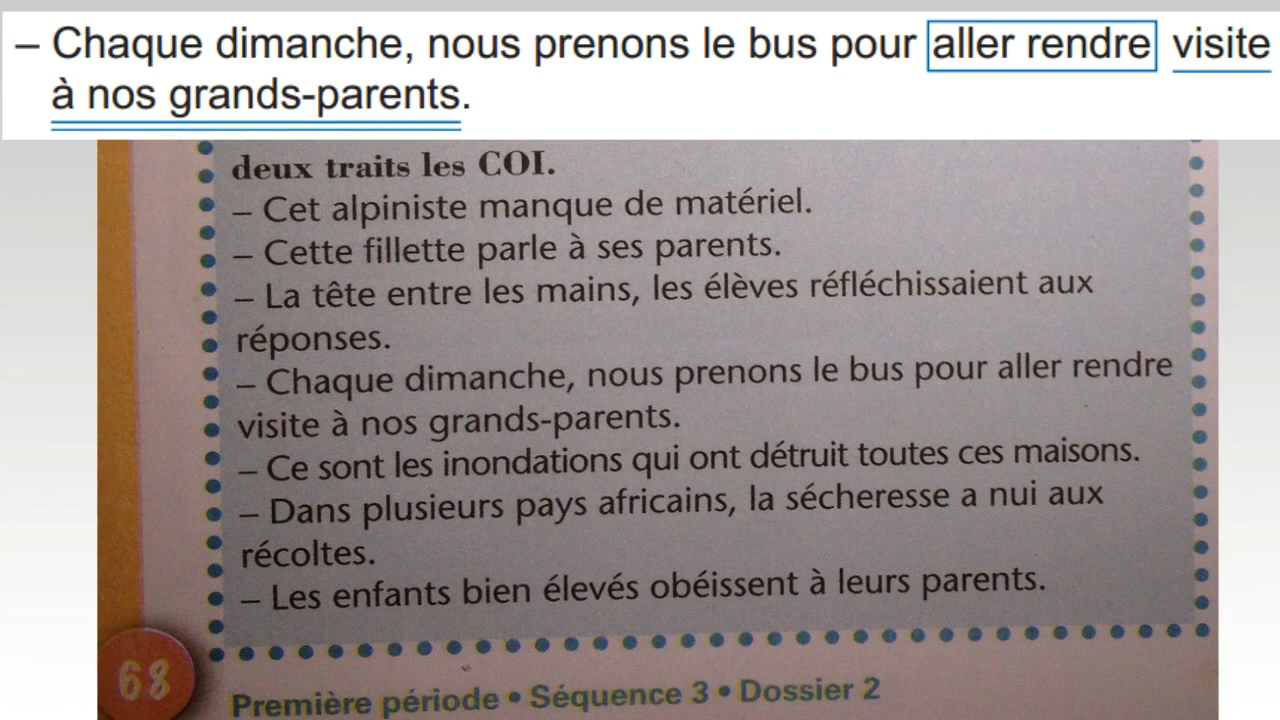 – Chaque dimanche, nous prenons le bus pour aller rendre visite
à nos grands-parents.
deux traits les COI.
– Cet alpiniste manque de matériel.
– Cette fillette parle à ses parents.
– La tête entre les mains, les élèves réfléchissaient aux
réponses.
– Chaque dimanche, nous prenons le bus pour aller rendre
visite à nos grands-parents.
– Ce sont les inondations qui ont détruit toutes ces maisons.
– Dans plusieurs pays africains, la sécheresse a nui aux
récoltes.
– Les enfants bien élevés obéissent à leurs parents.
68
Première période • Séquence 3 • Dossier 2